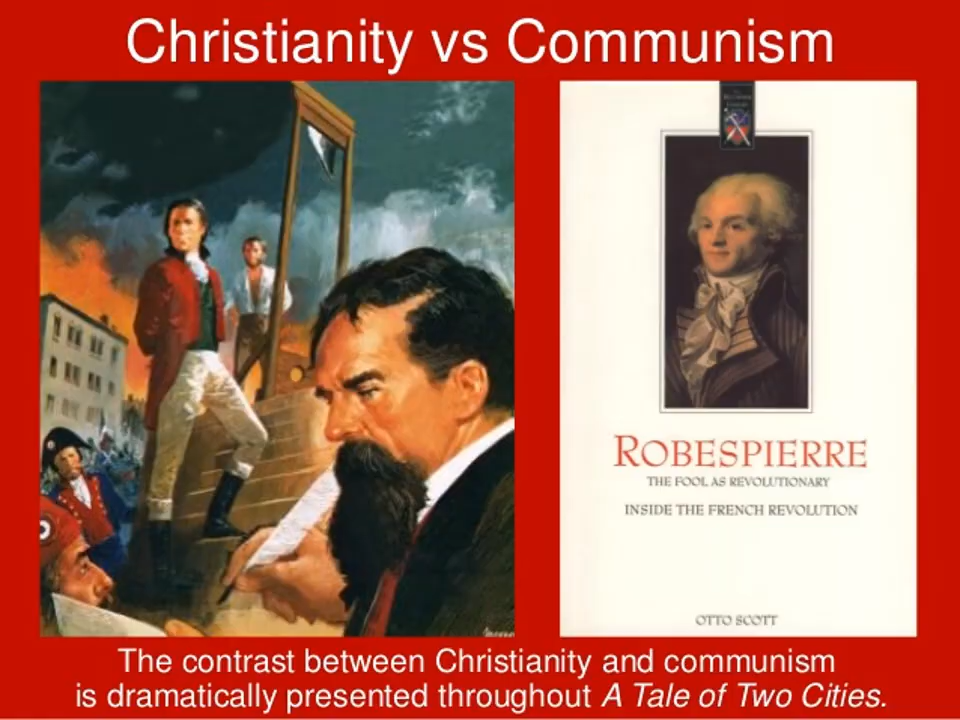 Christianity vs Communism
ROBESPIERRE
THE FOOL AS REVOLUTIONARY
INSIDE THE FRENCH REVOLUTION
OTTO SCOTT
The contrast between Christianity and communism
is dramatically presented throughout A Tale of Two Cities.